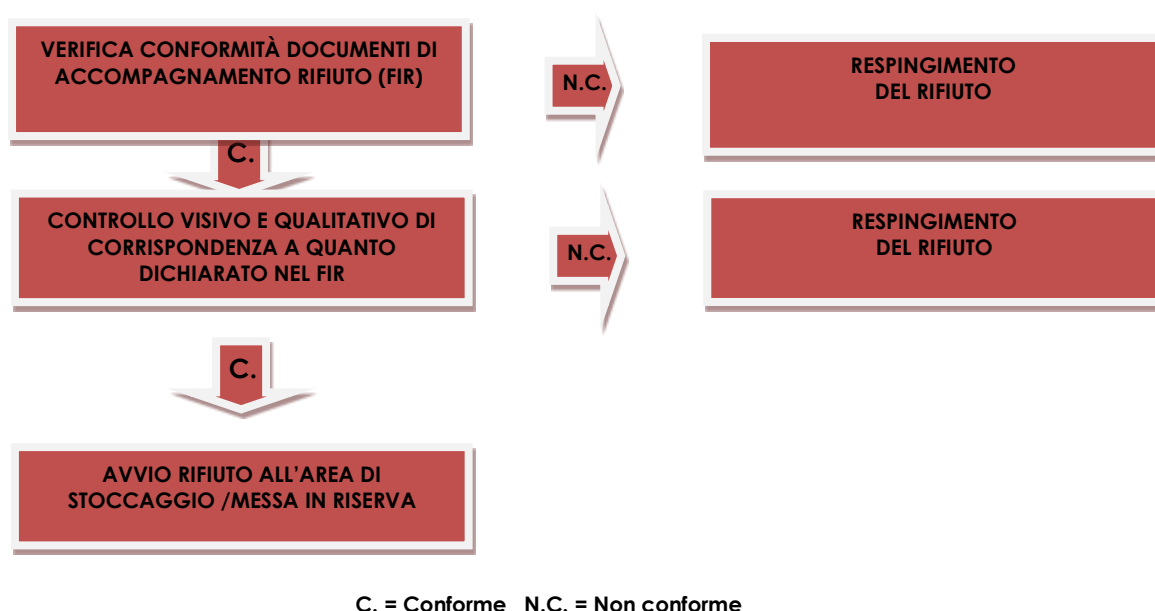 VERIFICA CONFORMITÀ DOCUMENTI DI
ACCOMPAGNAMENTO RIFIUTO (FIR)
N.C.
RESPINGIMENTO
DEL RIFIUTO
C.
CONTROLLO VISIVO E QUALITATIVO DI
CORRISPONDENZA A QUANTO
DICHIARATO NEL FIR
N.C.
RESPINGIMENTO
DEL RIFIUTO
C.
AVVIO RIFIUTO ALL’AREA DI
STOCCAGGIO /MESSA IN RISERVA
C. = Conforme N.C. = Non conforme